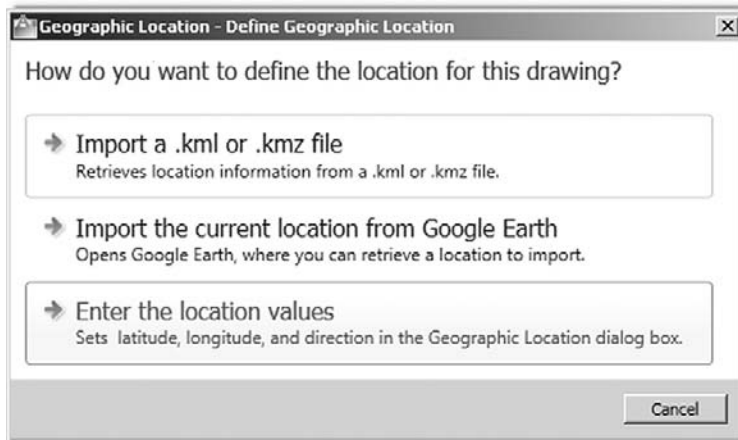 Geographic Location - Define Geographic Location
How do you want to define the location for this drawing?
Import a .kml or .kmz file
Retrieves location information from a .kml or .kmz file.
Import the current location from Google Earth
Opens Google Earth, where you can retrieve a location to import.
Enter the location values
Sets latitude, longitude, and direction in the Geographic Location dialog box.
Cancel